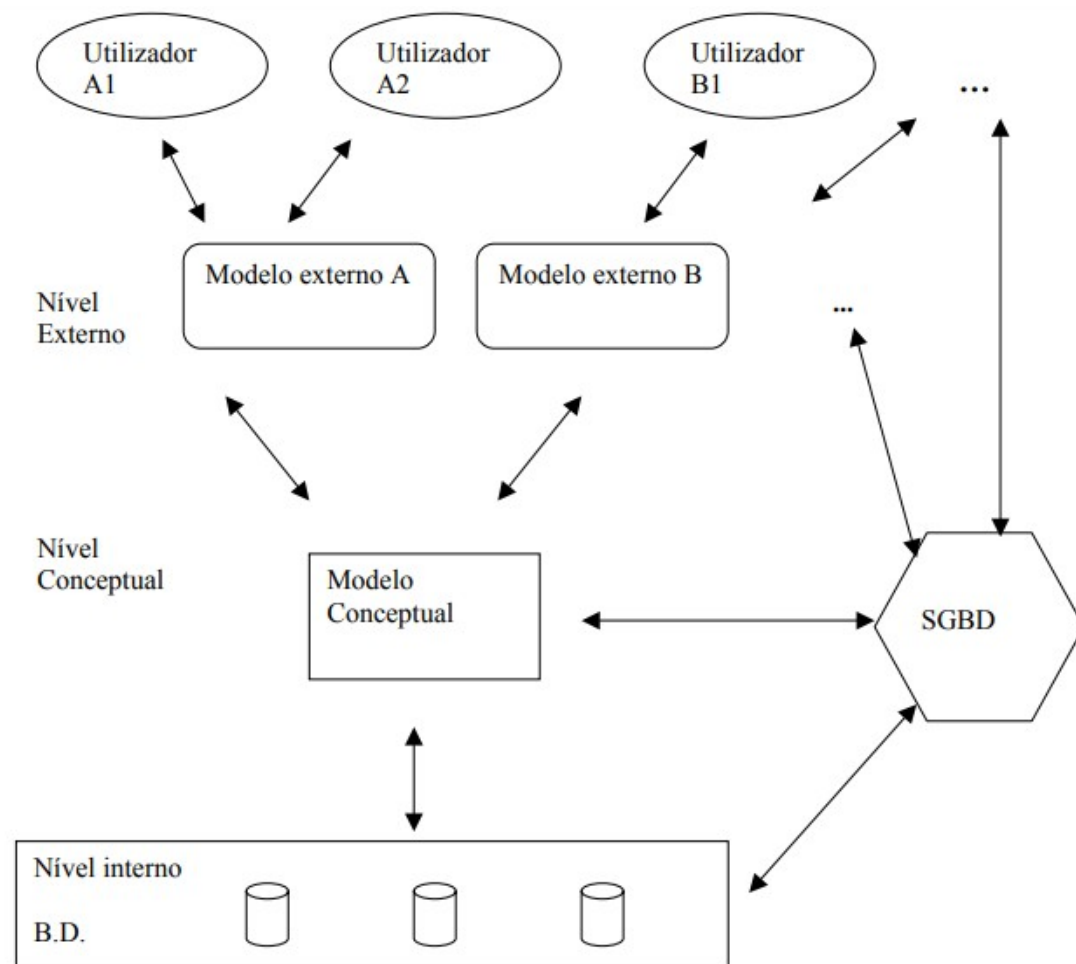 Utilizador
A1
Utilizador
A2
Utilizador
B1
...
Modelo externo A
Modelo externo B
Nível
Externo
...
Nível
Conceptual
Modelo
Conceptual
SGBD
Nível interno
B.D.